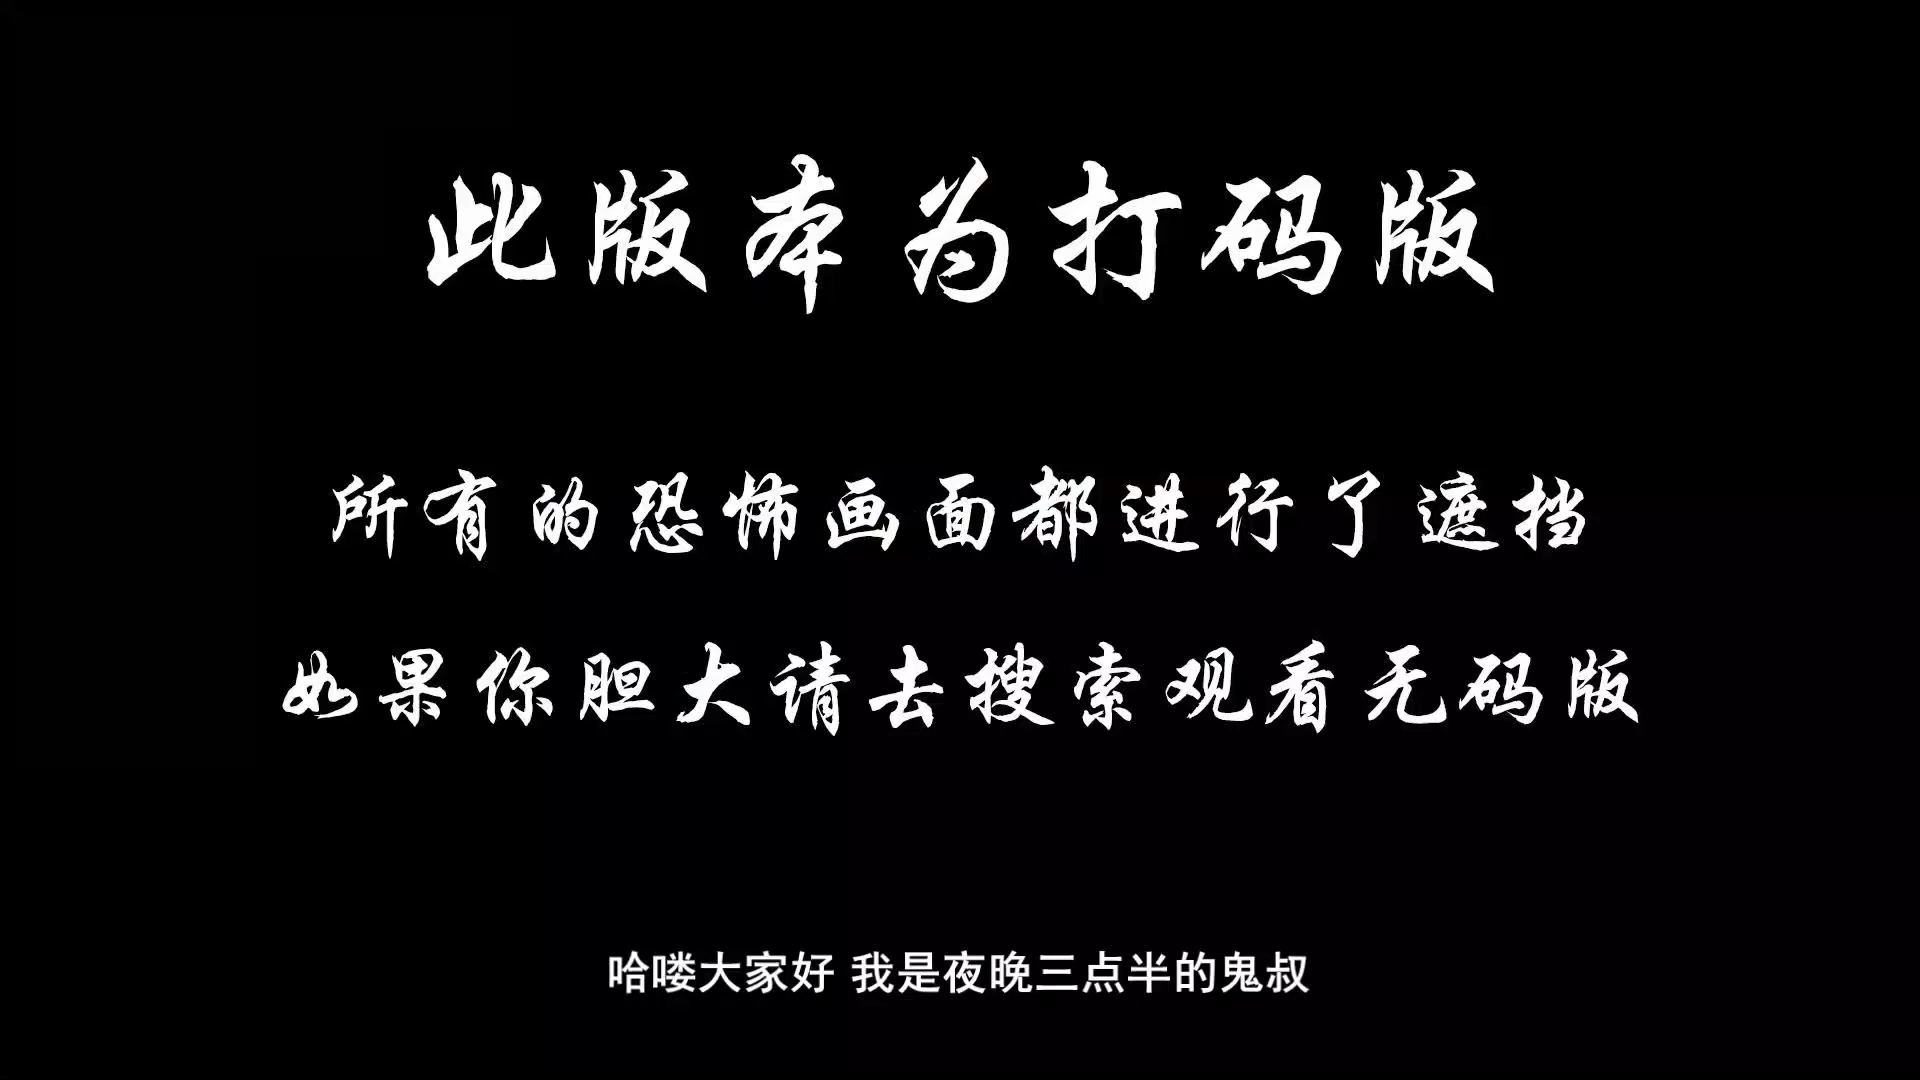 此版本为打码版
所有的恐怖画面都进行了遮挡
如果你胆大请去搜索观看无码版
哈喽大家好 我是夜晚三点半的鬼叔